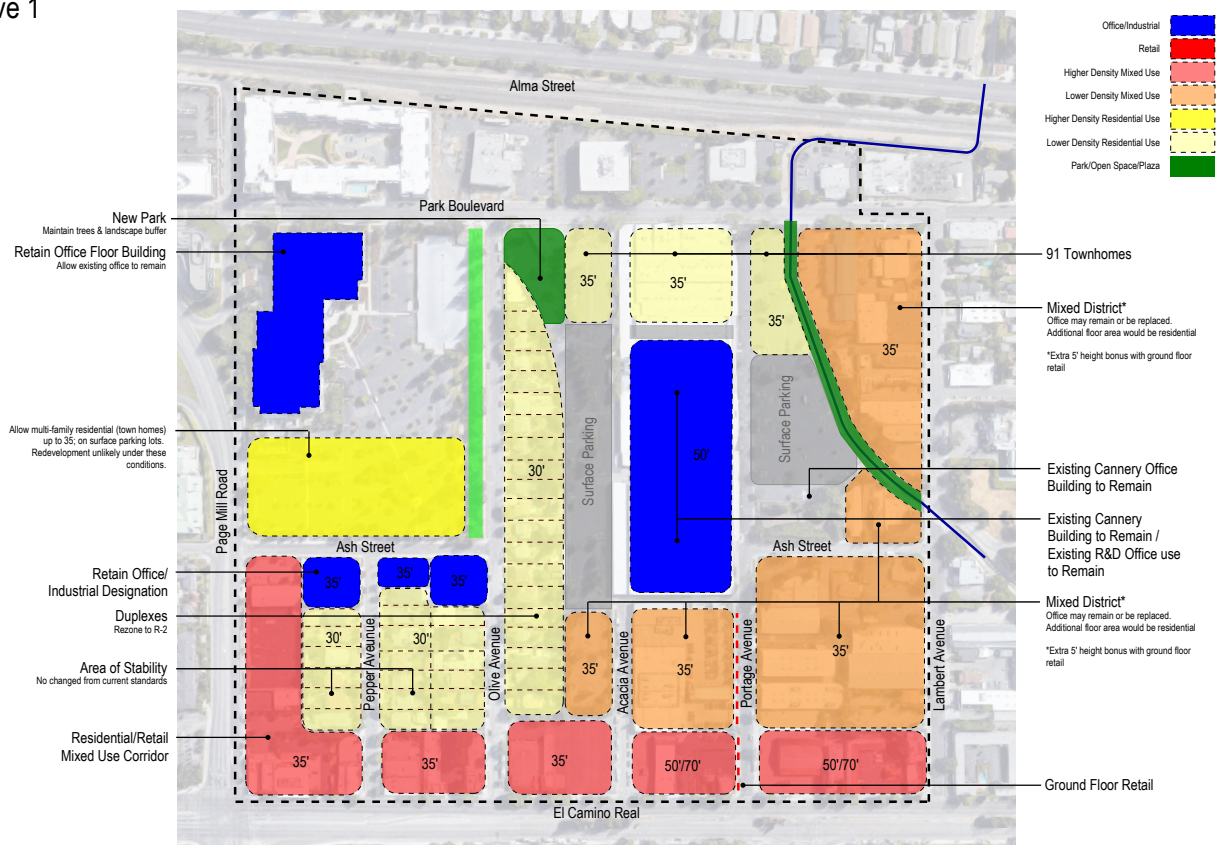 ve 1
Office/Industrial
Retail
Higher Density Mixed Use
Lower Density Mixed Use
Higher Density Residential Use
Lower Density Residential Use
Park/Open Space/Plaza
Alma Street
Park Boulevard
New Park
Maintain trees & landscape buffer
Retain Office Floor Building
Allow existing office to remain
Allow multi-family residential (town homes)
up to 35; on surface parking lots.
Redevelopment unlikely under these
conditions.
Page Mill Road
Ash Street
Retain Office/
Industrial Designation
Duplexes
Rezone to R-2
Area of Stability
No changed from current standards
Residential/Retail
Mixed Use Corridor
35'
35'
35'
35'
30'
Surface Parking
50'
Surface Parking
35'
35'
35'
35'
30'
30'
Pepper Aveunue
Olive Avenue
35'
Acacia Avenue
35'
Portage Avenue
Ash Street
35'
Lambert Avenue
35'
35'
35'
50'/70'
50'/70'
El Camino Real
91 Townhomes
Mixed District*
Office may remain or be replaced.
Additional floor area would be residential
*Extra 5' height bonus with ground floor
retail
Existing Cannery Office
Building to Remain
Existing Cannery
Building to Remain /
Existing R&D Office use
to Remain
Mixed District*
Office may remain or be replaced.
Additional floor area would be residential
*Extra 5' height bonus with ground floor
retail
Ground Floor Retail